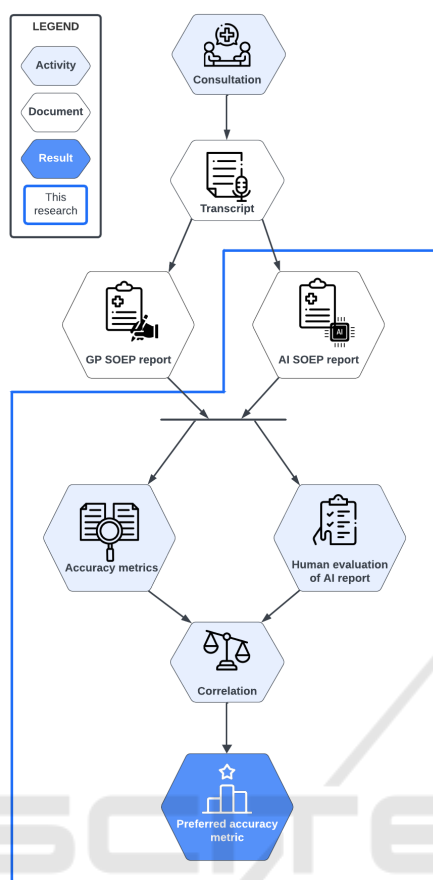 LEGEND
Activity
Document
Result
This
research
Consultation
Transcript
GP SOEP report
AI
AI SOEP report
Accuracy metrics
Human evaluation
of AI report
Correlation
Preferred accuracy
metric